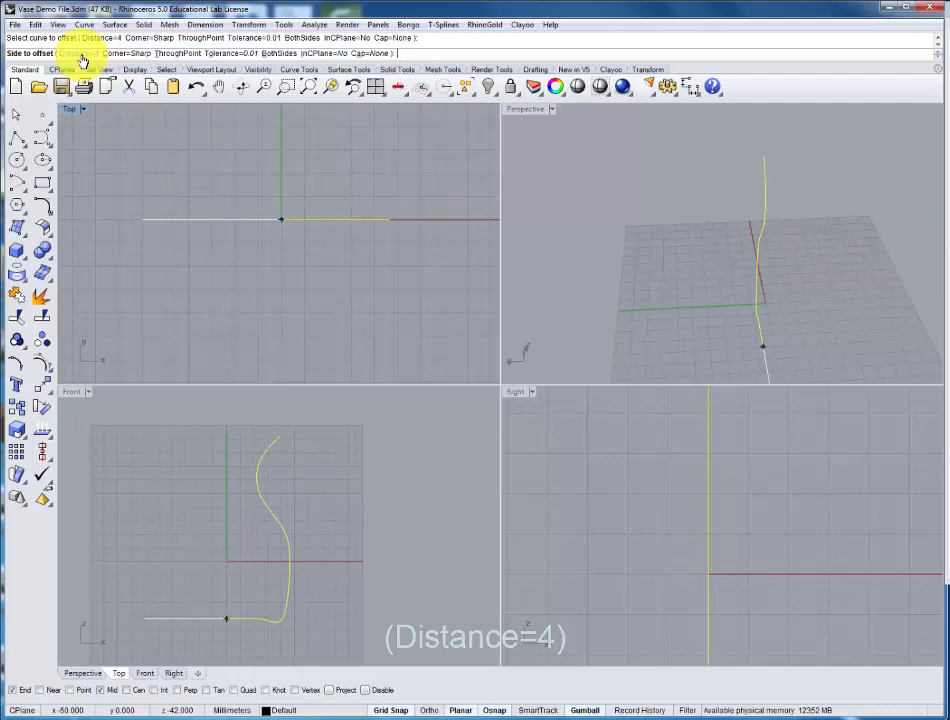 Vase Demo File.3dm (47 KB) - Rhinoceros 5.0 Educational Lab License
File Edit View Curve Surface Solid Mesh Dimension Transform Tools Analyze Render Panels Bongo T-Splines RhinoGold Clayoo Help
Select curve to offset ( Distance=4 Corner=Sharp ThroughPoint Tolerance=0.01 BothSides InCPlane=No Cap=None ):
Side to offset ( Distance=4 Corner=Sharp ThroughPoint Tolerance=0.01 BothSides InCPlane=No Cap=None ):
Standard CPlanes Set View Display Select Viewport Layout Visibility Curve Tools Surface Tools Solid Tools Mesh Tools Render Tools Drafting New in V5 Clayoo Transform
Top
Perspective
y
x
z
y
Front
Right
z
x
z
y
(Distance=4)
Perspective Top Front Right
End Near Point Mid Cen Int Perp Tan Quad Knot Vertex Project Disable
CPlane x -50.000 y 0.000 z -42.000 Millimeters Default Grid Snap Ortho Planar Osnap SmartTrack Gumball Record History Filter Available physical memory: 12352 MB